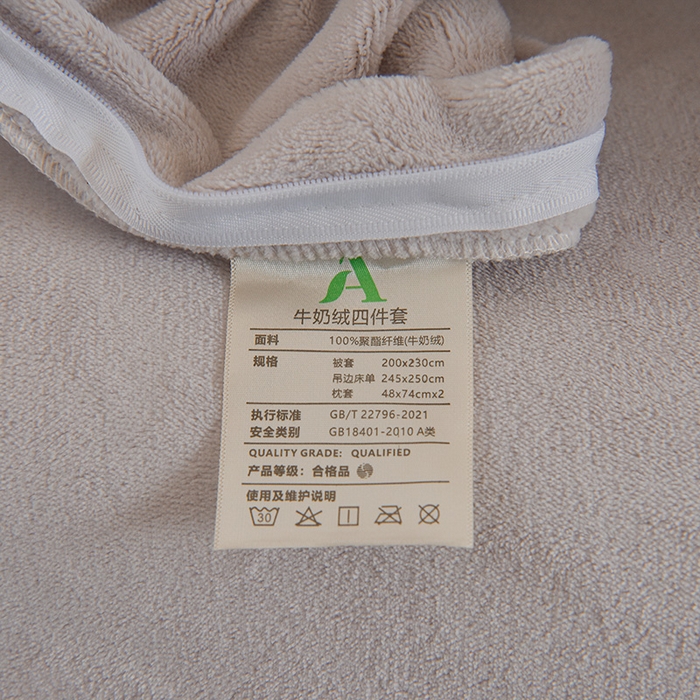 A
牛奶绒四件套
面料 100%聚酯纤维(牛奶绒)
规格 被套 200x230cm
吊边床单 245x250cm
枕套 48x74cmx2
执行标准 GB/T 22796-2021
安全类别 GB18401-2010 A类
QUALITY GRADE: QUALIFIED
产品等级: 合格品
使用及维护说明
30